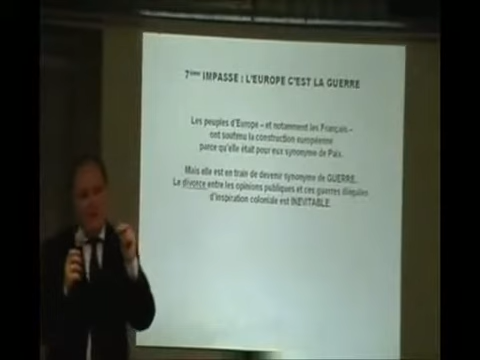 7ème IMPASSE : L'EUROPE C'EST LA GUERRE
Les peuples d'Europe – et notamment les Français –
ont soutenu la construction européenne
parce qu'elle était pour eux synonyme de Paix.
Mais elle est en train de devenir synonyme de GUERRE.
Le divorce entre les opinions publiques et ces guerres illégales
d'inspiration coloniale est INEVITABLE.